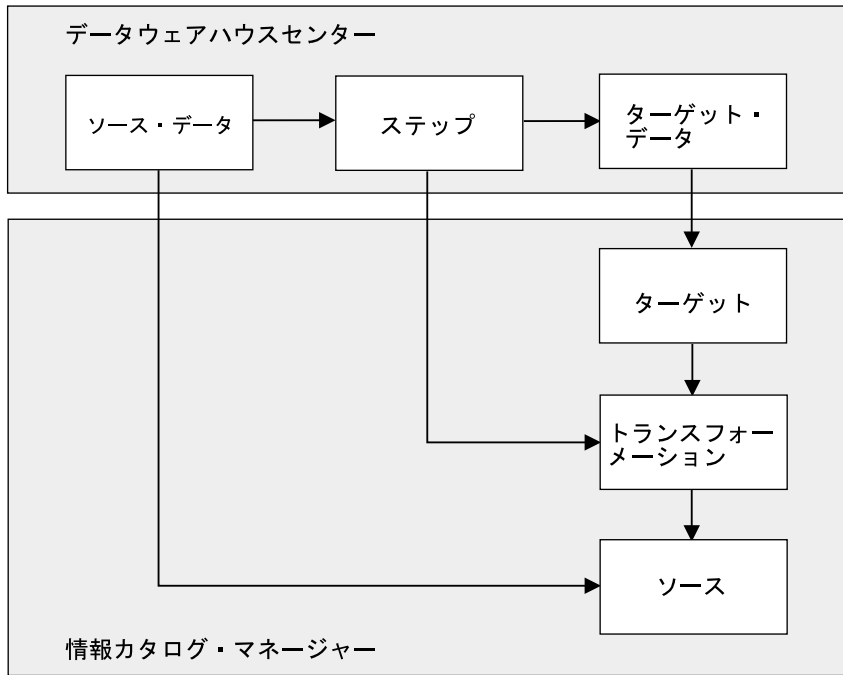 データウェアハウスセンター
ソース・データ
ステップ
ターゲット・
データ
ターゲット
トランスフォー
メーション
ソース
情報カタログ・マネージャー